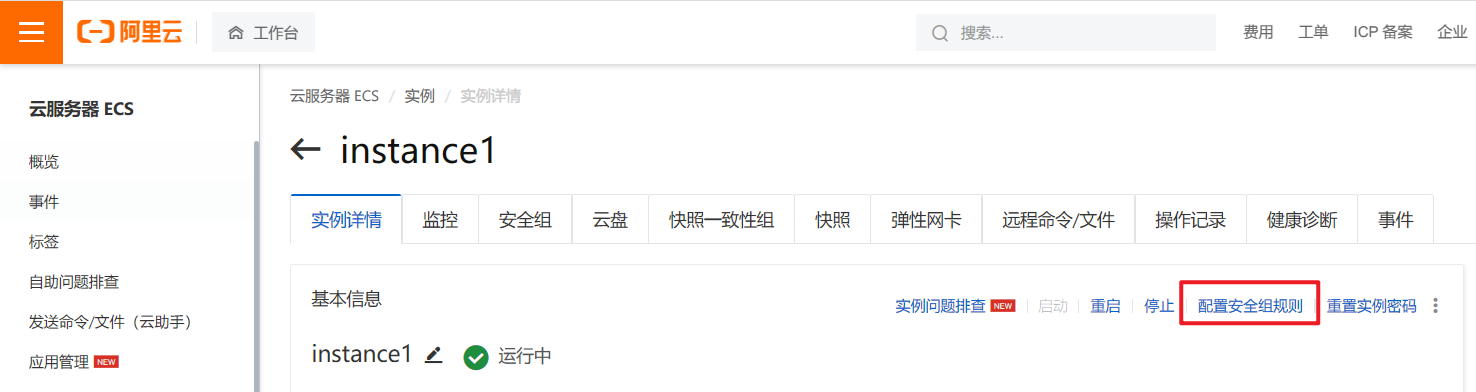 阿里云 工作台 搜索... 费用 工单 ICP 备案 企业
云服务器 ECS
概览
事件
标签
自助问题排查
发送命令/文件（云助手）
应用管理 NEW
云服务器 ECS / 实例 / 实例详情
instance1
实例详情 监控 安全组 云盘 快照一致性组 快照 弹性网卡 远程命令/文件 操作记录 健康诊断 事件
基本信息
实例问题排查 NEW 启动 重启 停止 配置安全组规则 重置实例密码
instance1 运行中